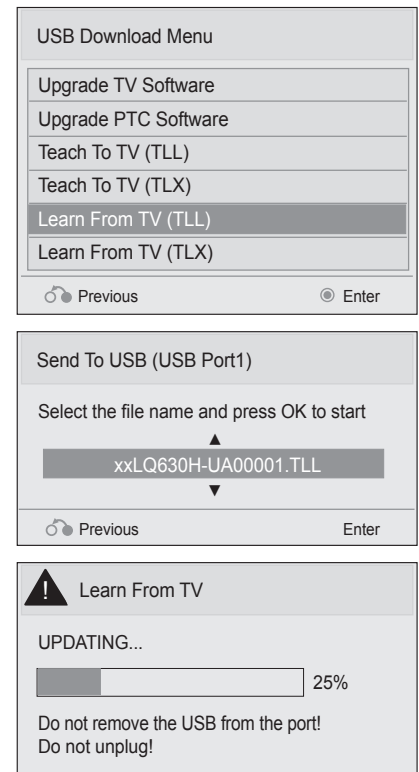 USB Download Menu
Upgrade TV Software
Upgrade PTC Software
Teach To TV (TLL)
Teach To TV (TLX)
Learn From TV (TLL)
Learn From TV (TLX)
Previous Enter
Send To USB (USB Port1)
Select the file name and press OK to start
▲
xxLQ630H-UA00001.TLL
▼
Previous Enter
! Learn From TV
UPDATING...
25%
Do not remove the USB from the port!
Do not unplug!